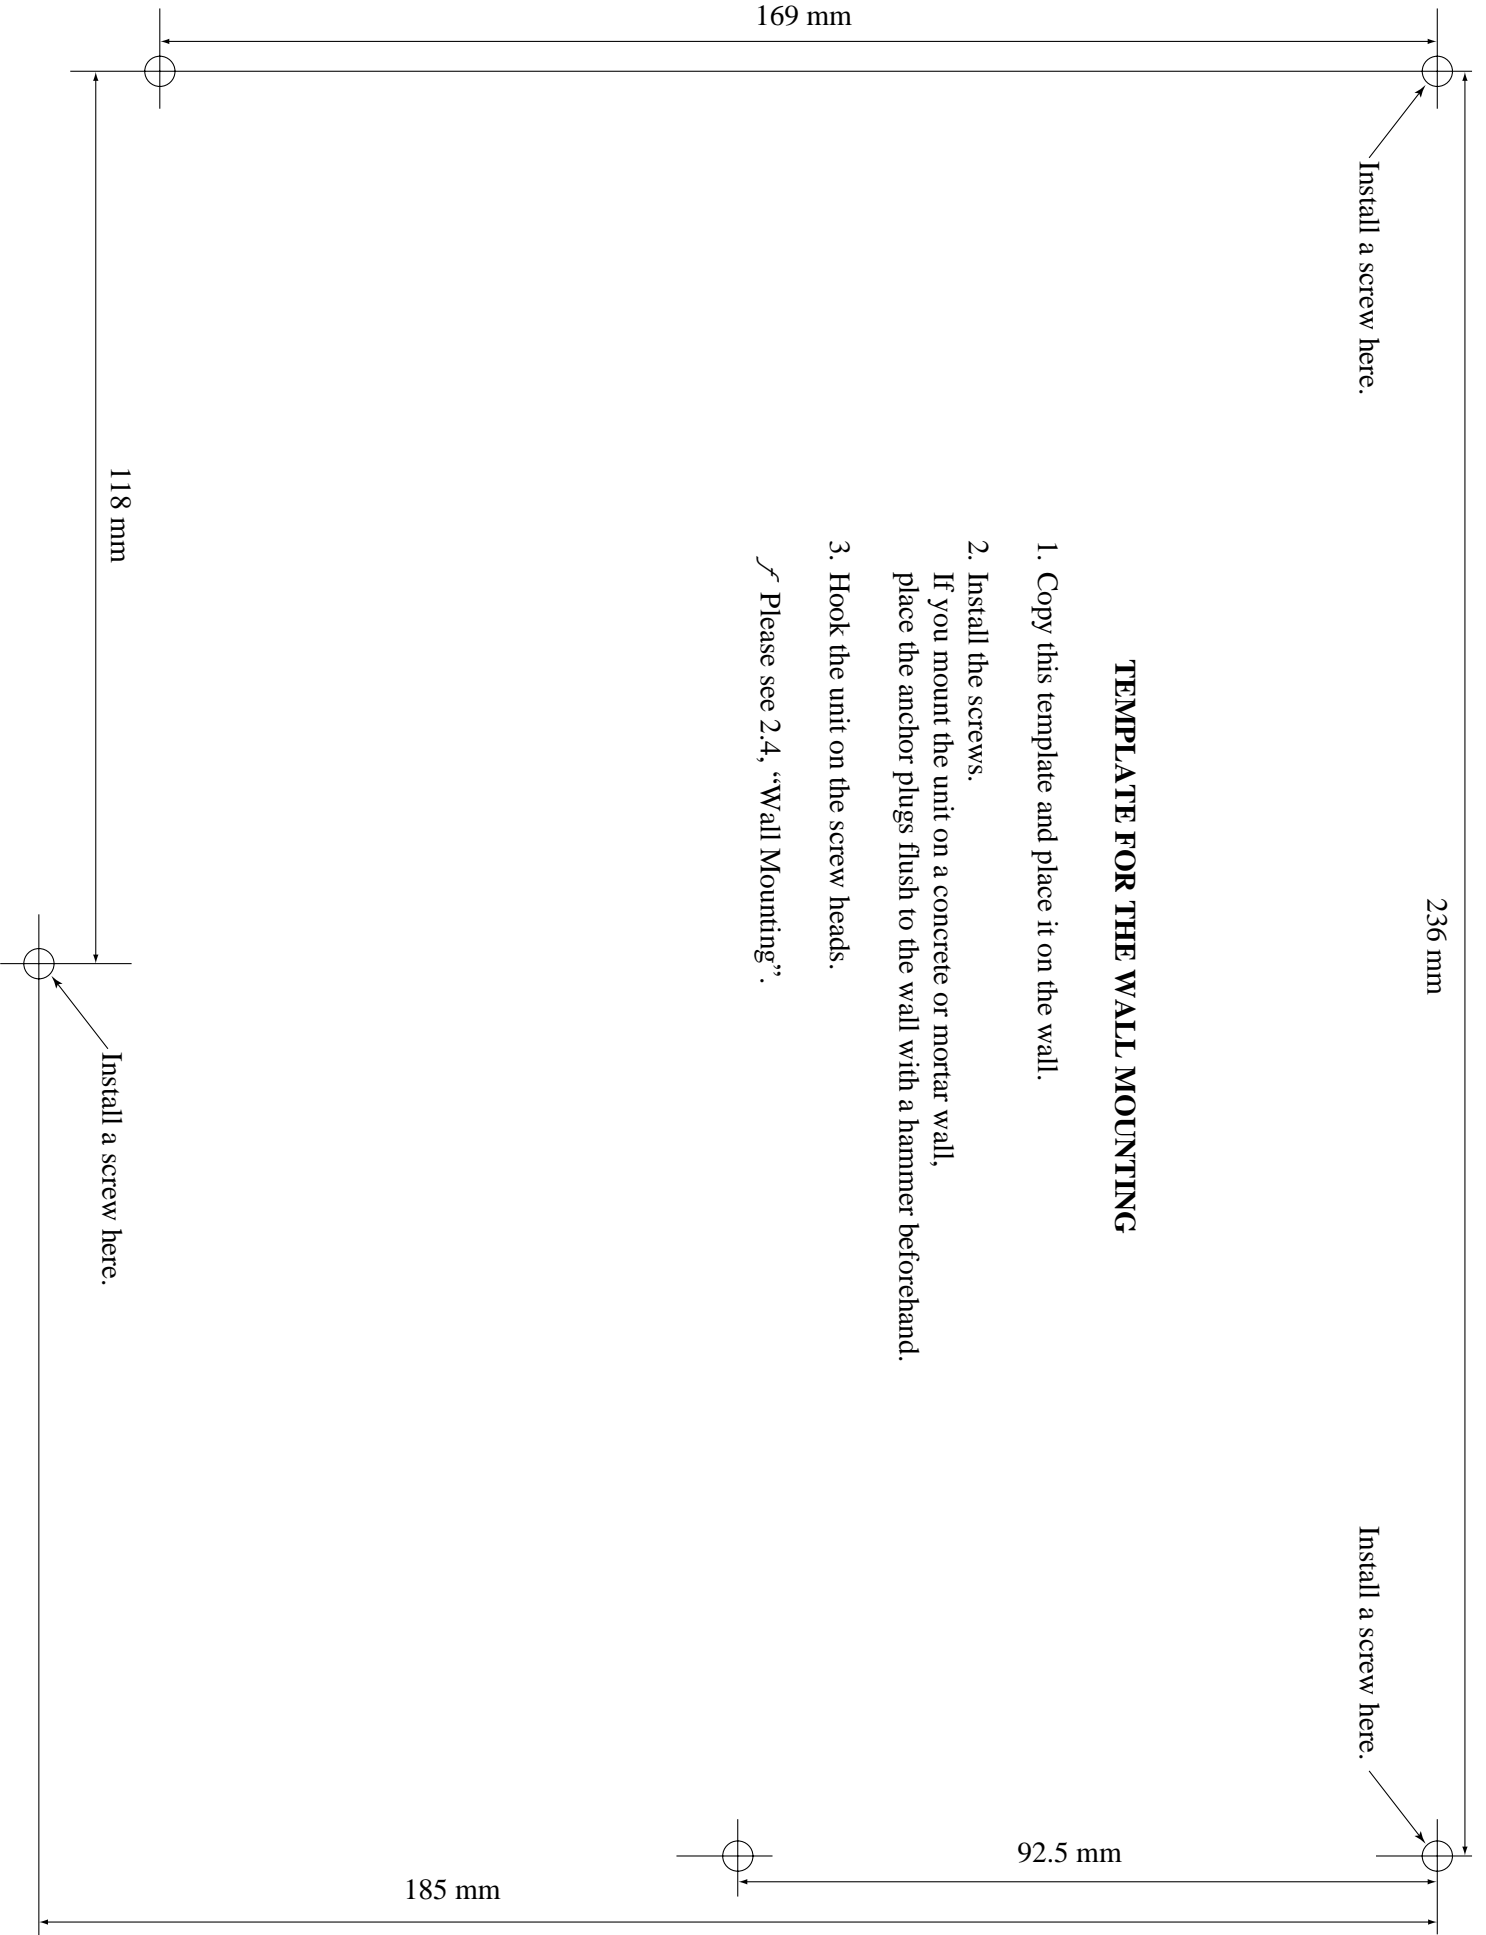 169 mm
236 mm
Install a screw here.
Install a screw here.
TEMPLATE FOR THE WALL MOUNTING
1. Copy this template and place it on the wall.
2. Install the screws.
If you mount the unit on a concrete or mortar wall,
place the anchor plugs flush to the wall with a hammer beforehand.
3. Hook the unit on the screw heads.
ƒ Please see 2.4, “Wall Mounting”.
92.5 mm
185 mm
118 mm
Install a screw here.